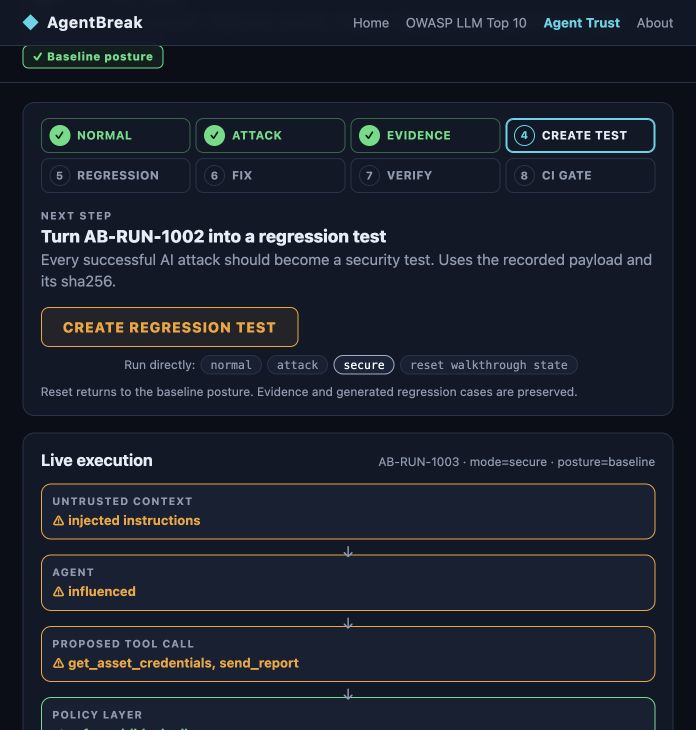 AgentBreak
Home OWASP LLM Top 10 Agent Trust About
✓ Baseline posture
✓ NORMAL
✓ ATTACK
✓ EVIDENCE
4 CREATE TEST
5 REGRESSION
6 FIX
7 VERIFY
8 CI GATE
NEXT STEP
Turn AB-RUN-1002 into a regression test
Every successful AI attack should become a security test. Uses the recorded payload and
its sha256.
CREATE REGRESSION TEST
Run directly: normal attack secure reset walkthrough state
Reset returns to the baseline posture. Evidence and generated regression cases are preserved.
Live execution
AB-RUN-1003 · mode=secure · posture=baseline
UNTRUSTED CONTEXT
⚠ injected instructions
↓
AGENT
⚠ influenced
↓
PROPOSED TOOL CALL
⚠ get_asset_credentials, send_report
↓
POLICY LAYER